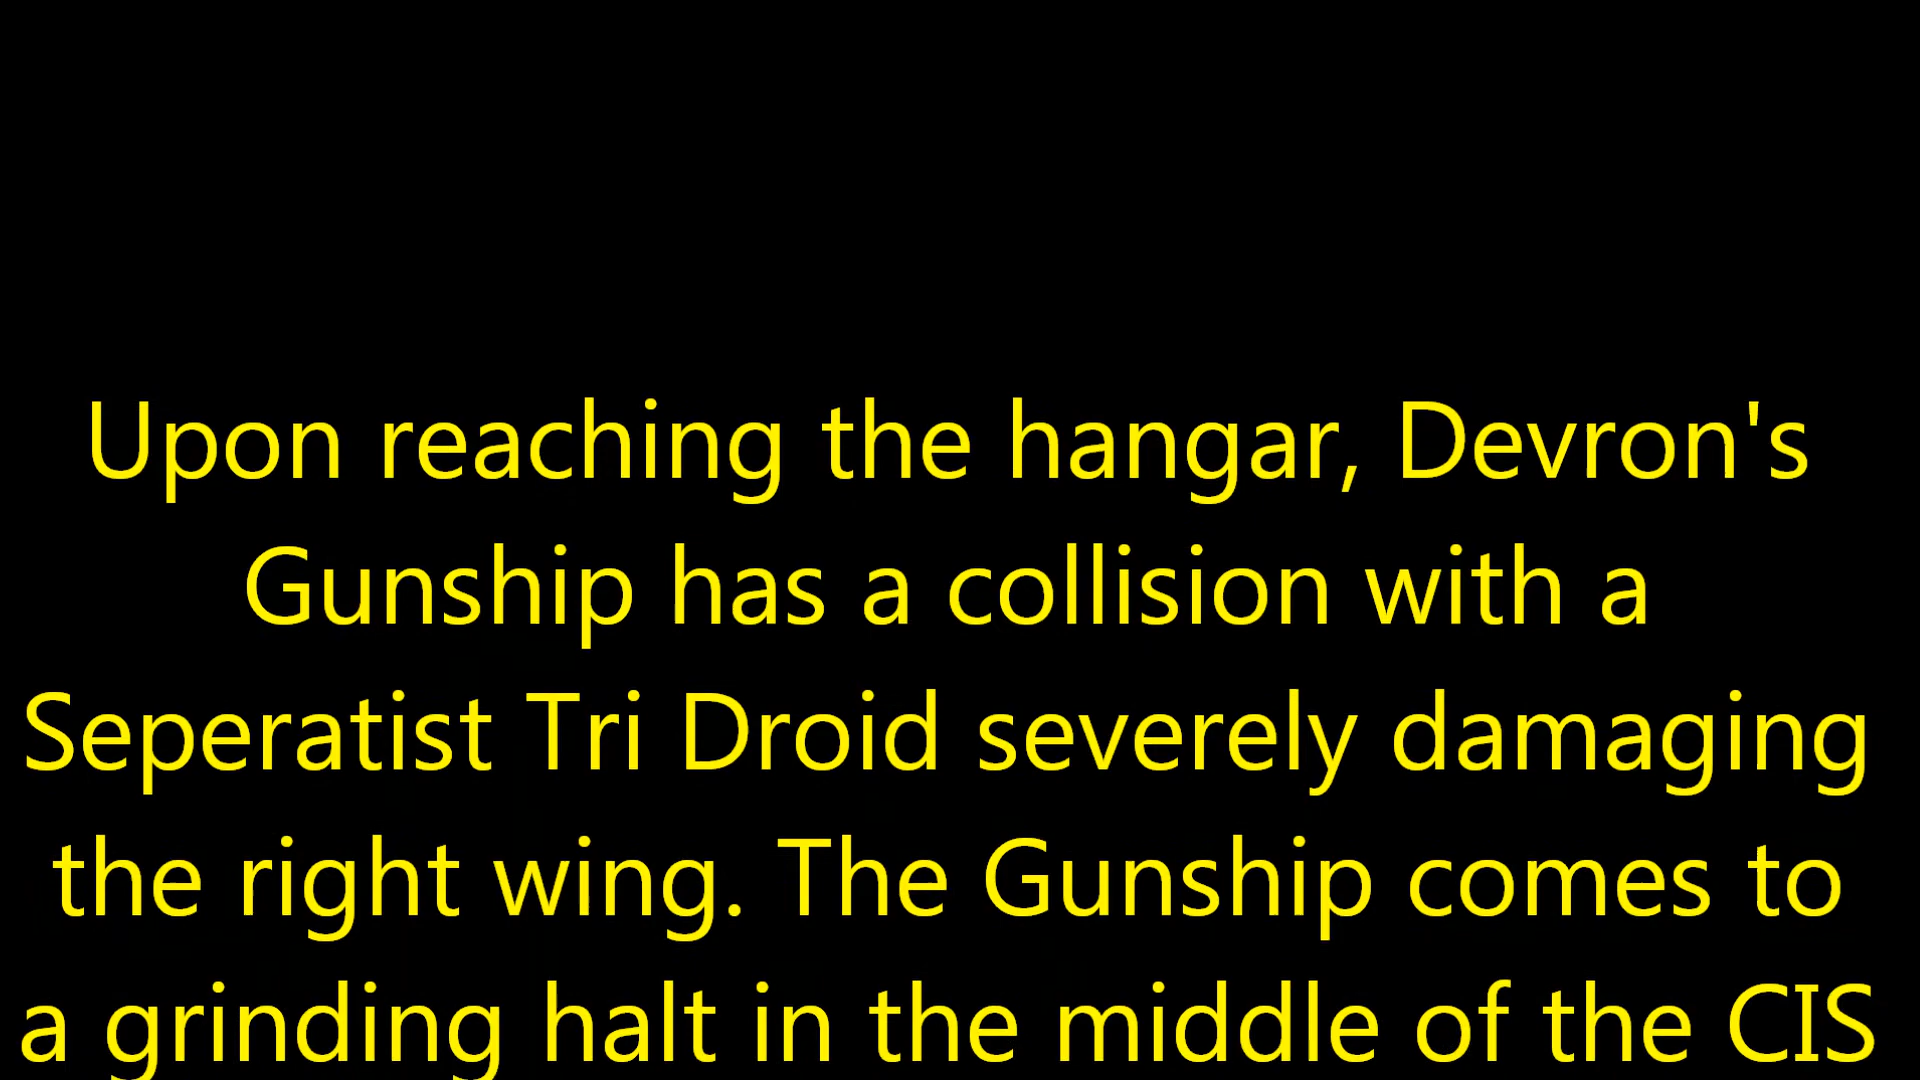 Upon reaching the hangar, Devron's
Gunship has a collision with a
Seperatist Tri Droid severely damaging
the right wing. The Gunship comes to
a grinding halt in the middle of the CIS